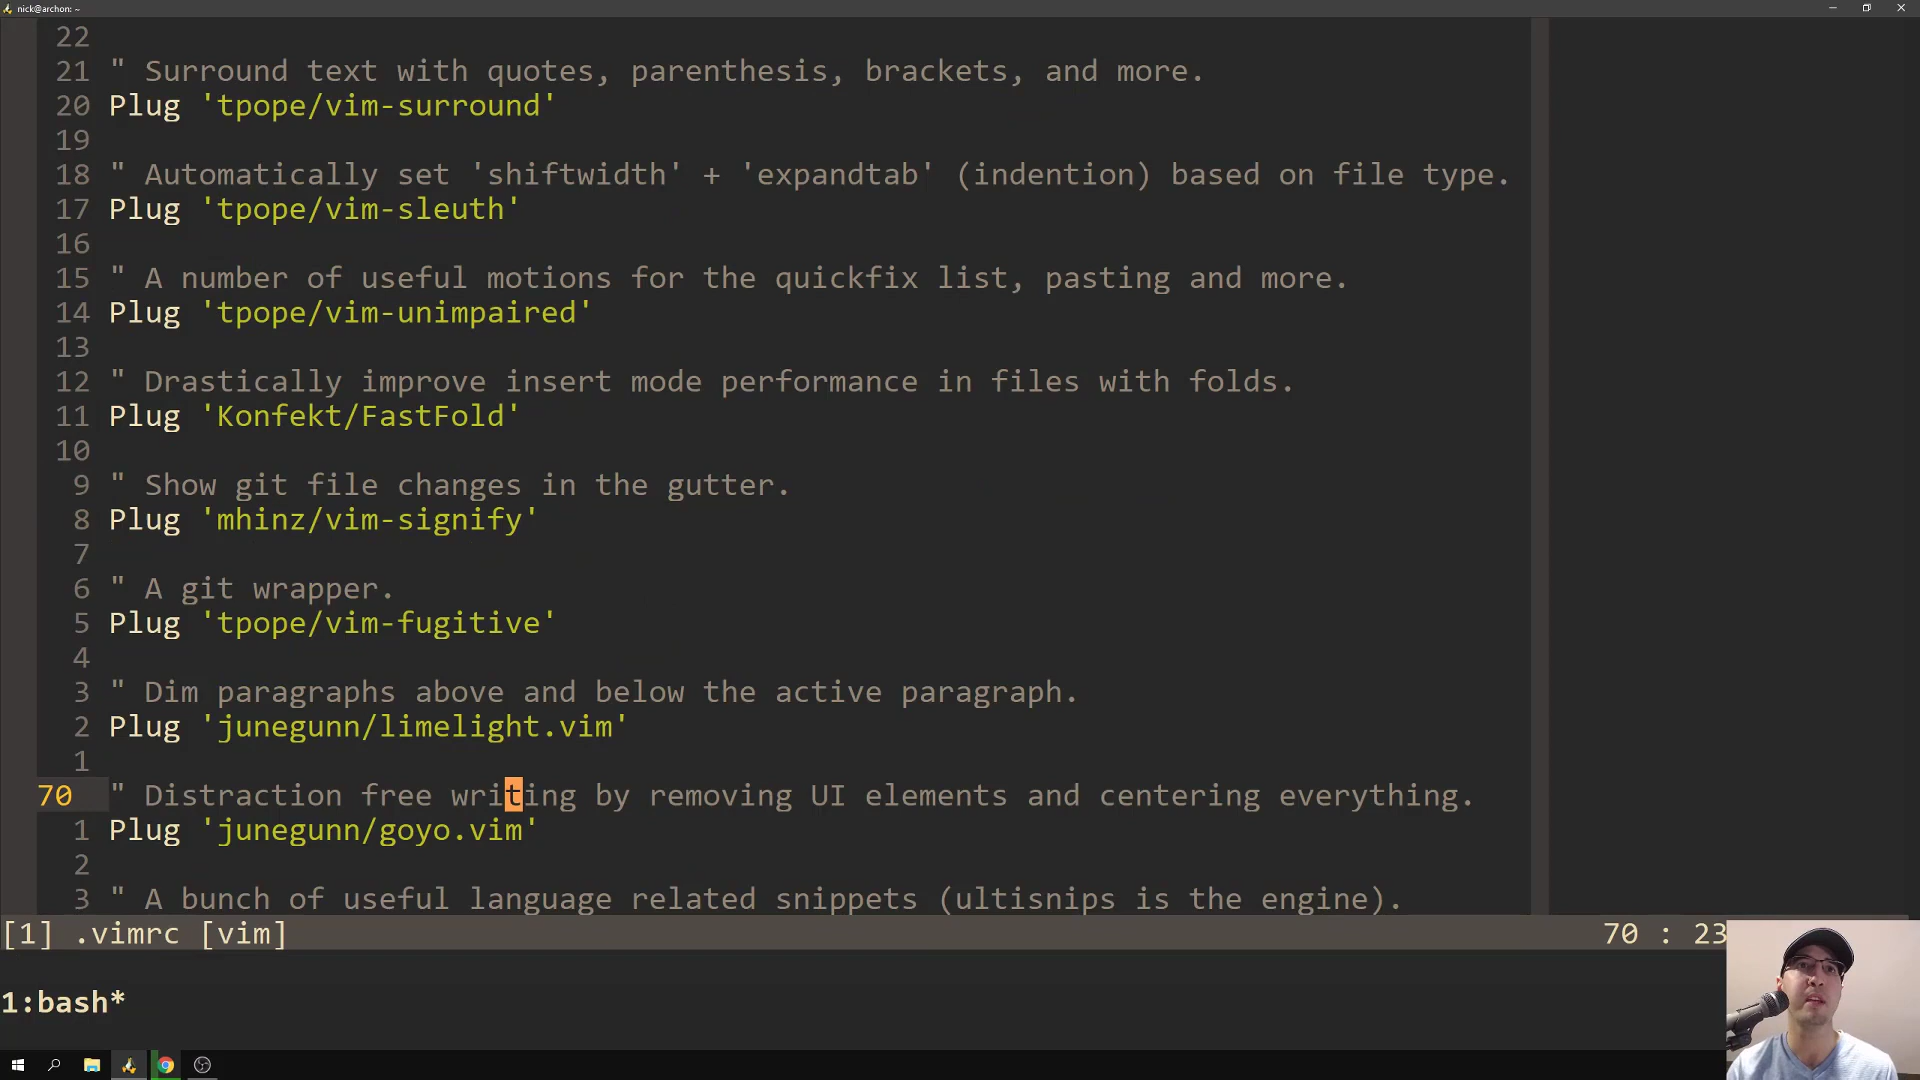 nick@archon: ~
22
21 " Surround text with quotes, parenthesis, brackets, and more.
20 Plug 'tpope/vim-surround'
19
18 " Automatically set 'shiftwidth' + 'expandtab' (indention) based on file type.
17 Plug 'tpope/vim-sleuth'
16
15 " A number of useful motions for the quickfix list, pasting and more.
14 Plug 'tpope/vim-unimpaired'
13
12 " Drastically improve insert mode performance in files with folds.
11 Plug 'Konfekt/FastFold'
10
9 " Show git file changes in the gutter.
8 Plug 'mhinz/vim-signify'
7
6 " A git wrapper.
5 Plug 'tpope/vim-fugitive'
4
3 " Dim paragraphs above and below the active paragraph.
2 Plug 'junegunn/limelight.vim'
1
70 " Distraction free writing by removing UI elements and centering everything.
1 Plug 'junegunn/goyo.vim'
2
3 " A bunch of useful language related snippets (ultisnips is the engine).
[1] .vimrc [vim] 70 : 23
1:bash*